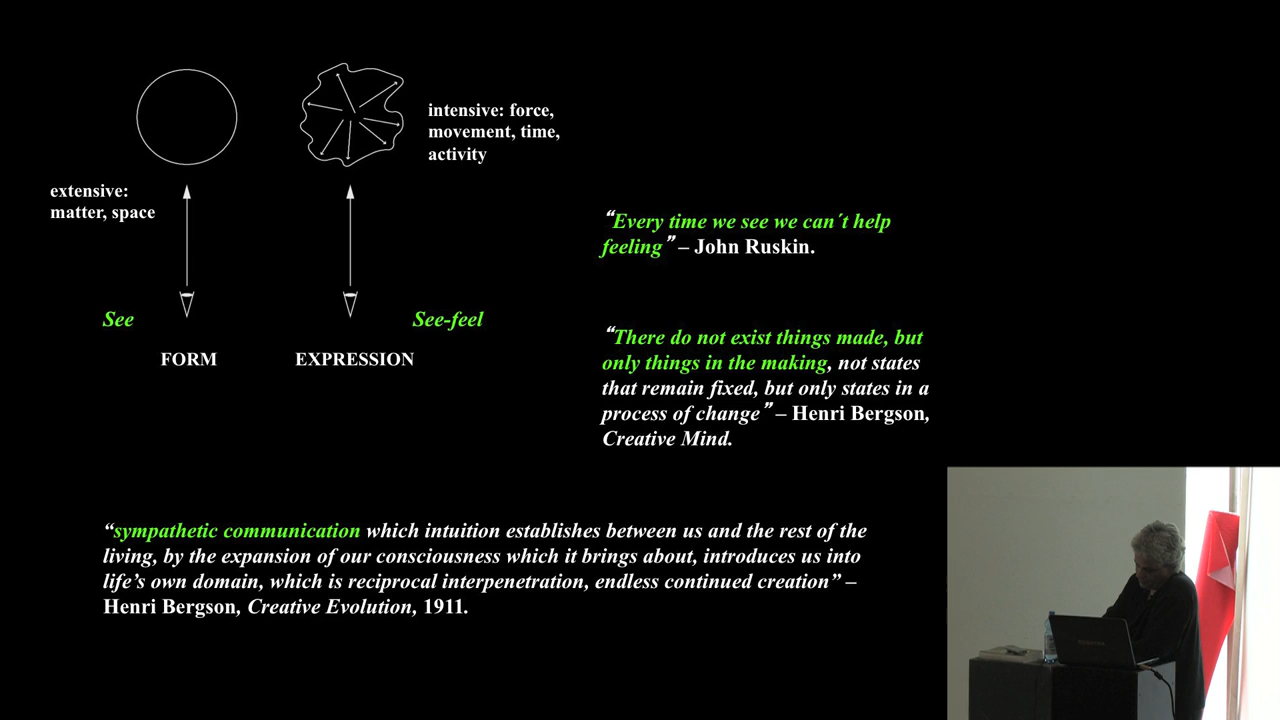 intensive: force,
movement, time,
activity
extensive:
matter, space
See
See-feel
FORM
EXPRESSION
“Every time we see we can´t help
feeling” – John Ruskin.
“There do not exist things made, but
only things in the making, not states
that remain fixed, but only states in a
process of change” – Henri Bergson,
Creative Mind.
“sympathetic communication which intuition establishes between us and the rest of the
living, by the expansion of our consciousness which it brings about, introduces us into
life’s own domain, which is reciprocal interpenetration, endless continued creation” –
Henri Bergson, Creative Evolution, 1911.